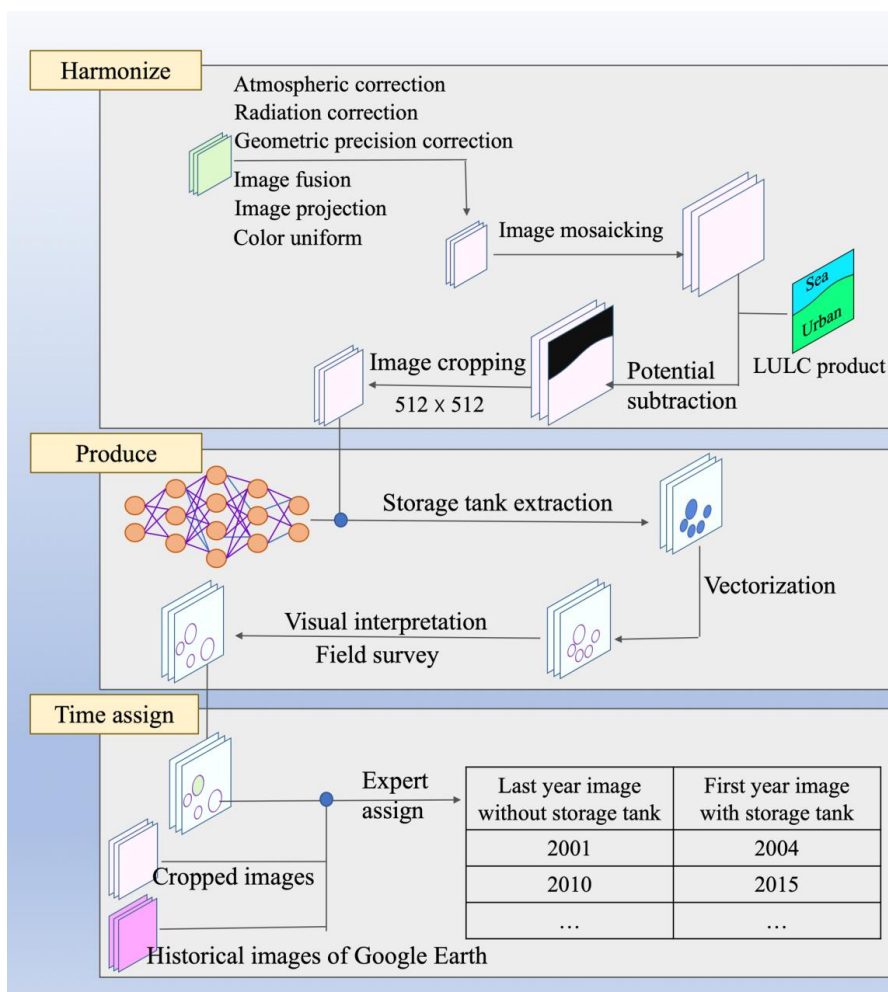 Harmonize
Atmospheric correction
Radiation correction
Geometric precision correction
Image fusion
Image projection
Color uniform
Image mosaicking
Sea
Urban
LULC product
Image cropping
512 x 512
Potential
subtraction
Produce
Storage tank extraction
Vectorization
Visual interpretation
Field survey
Time assign
Expert
assign
Last year image
without storage tank
First year image
with storage tank
2001
2004
2010
2015
…
…
Cropped images
Historical images of Google Earth